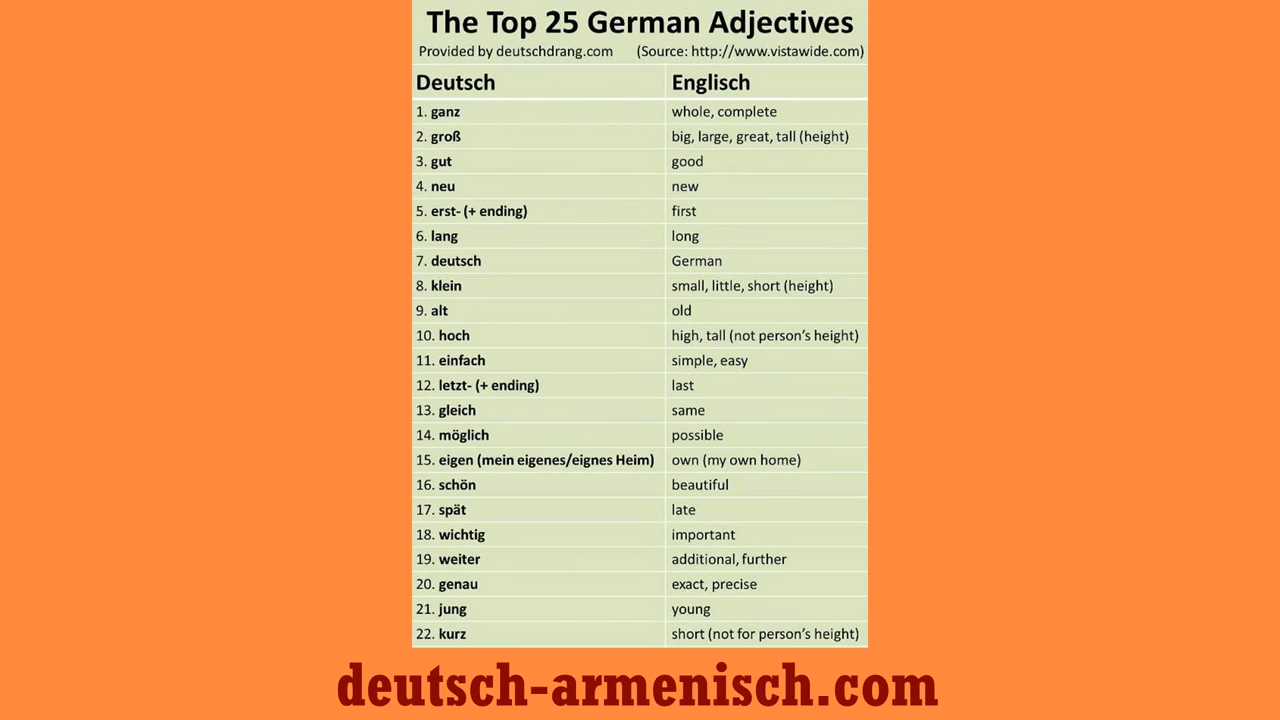 The Top 25 German Adjectives
Provided by deutschdrang.com (Source: http://www.vistawide.com)
Deutsch Englisch
1. ganz whole, complete
2. groß big, large, great, tall (height)
3. gut good
4. neu new
5. erst- (+ ending) first
6. lang long
7. deutsch German
8. klein small, little, short (height)
9. alt old
10. hoch high, tall (not person's height)
11. einfach simple, easy
12. letzt- (+ ending) last
13. gleich same
14. möglich possible
15. eigen (mein eigenes/eignes Heim) own (my own home)
16. schön beautiful
17. spät late
18. wichtig important
19. weiter additional, further
20. genau exact, precise
21. jung young
22. kurz short (not for person's height)
deutsch-armenisch.com